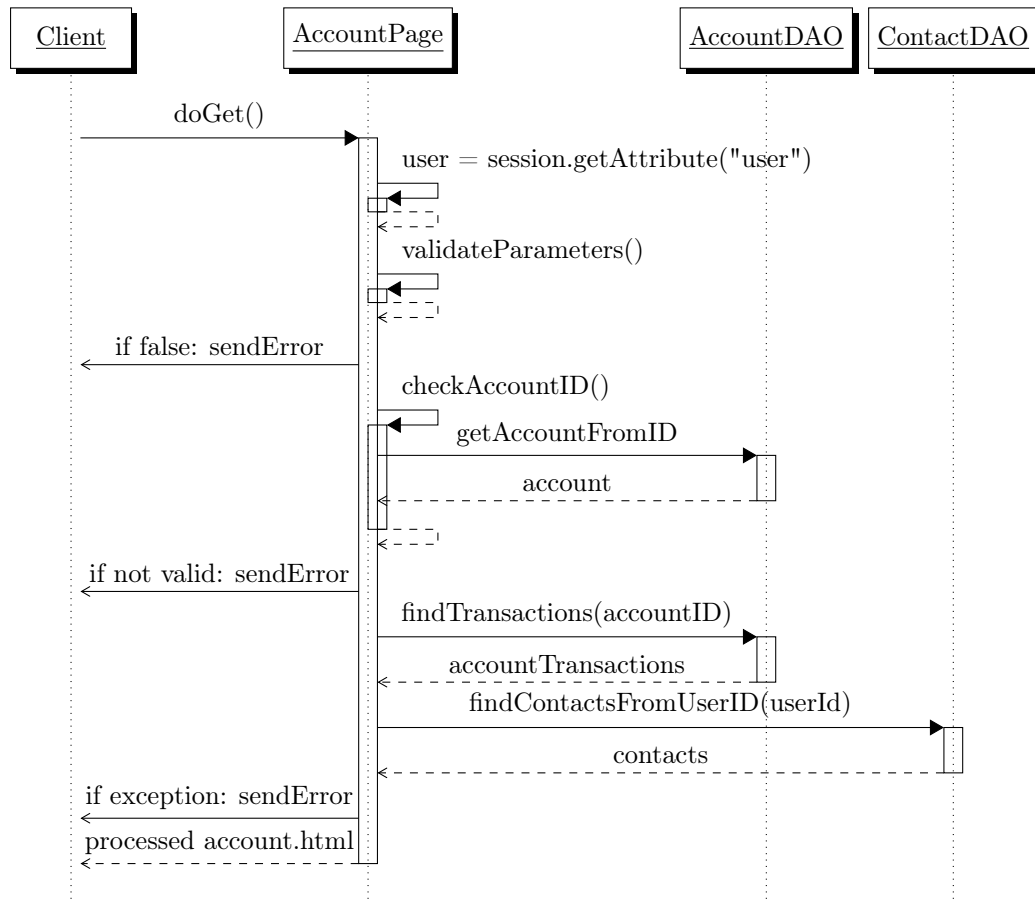 Client
AccountPage
AccountDAO
ContactDAO
doGet()
user = session.getAttribute("user")
validateParameters()
if false: sendError
checkAccountID()
getAccountFromID
account
if not valid: sendError
findTransactions(accountID)
accountTransactions
findContactsFromUserID(userId)
contacts
if exception: sendError
processed account.html